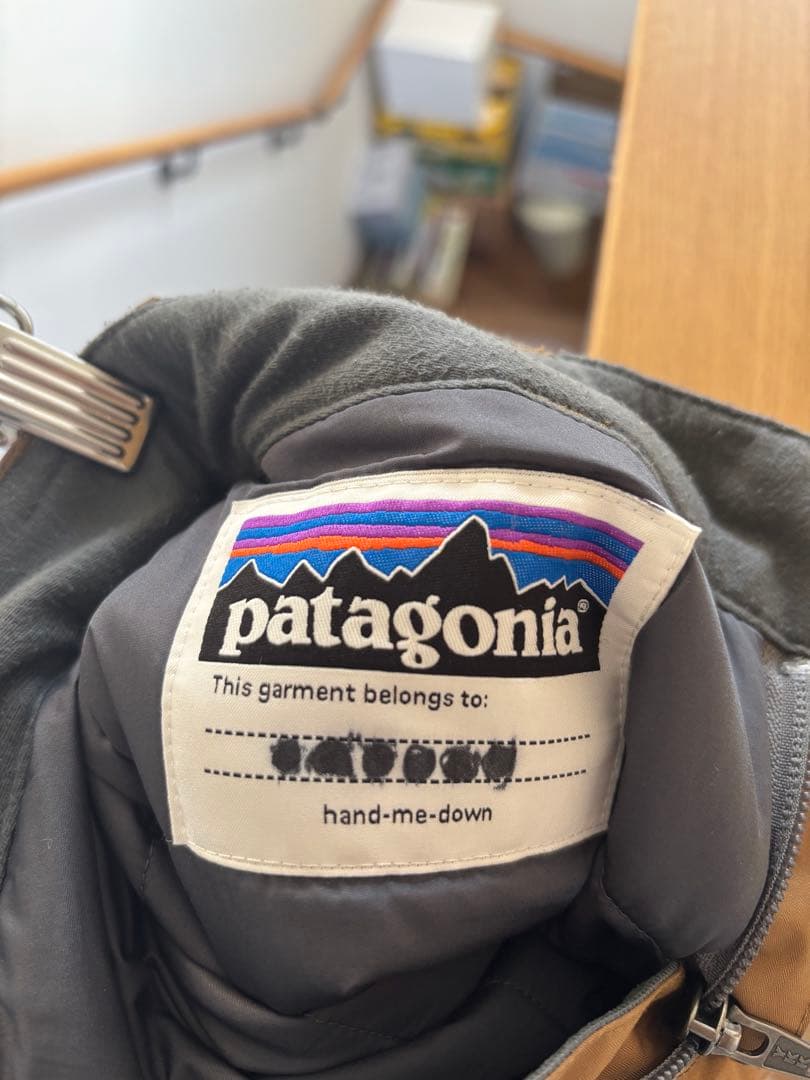 patagonia®
This garment belongs to:
hand-me-down